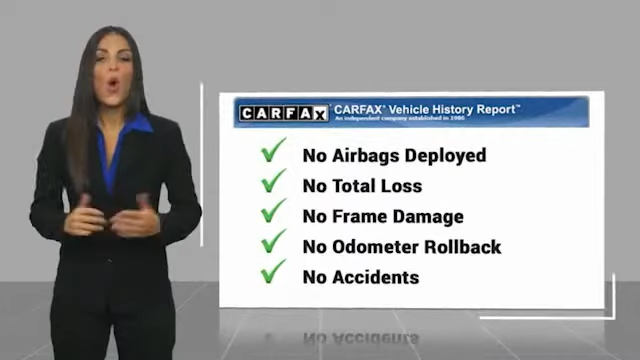 CARFAX
CARFAX® Vehicle History Report™
An independent company established in 1986
No Airbags Deployed
No Total Loss
No Frame Damage
No Odometer Rollback
No Accidents